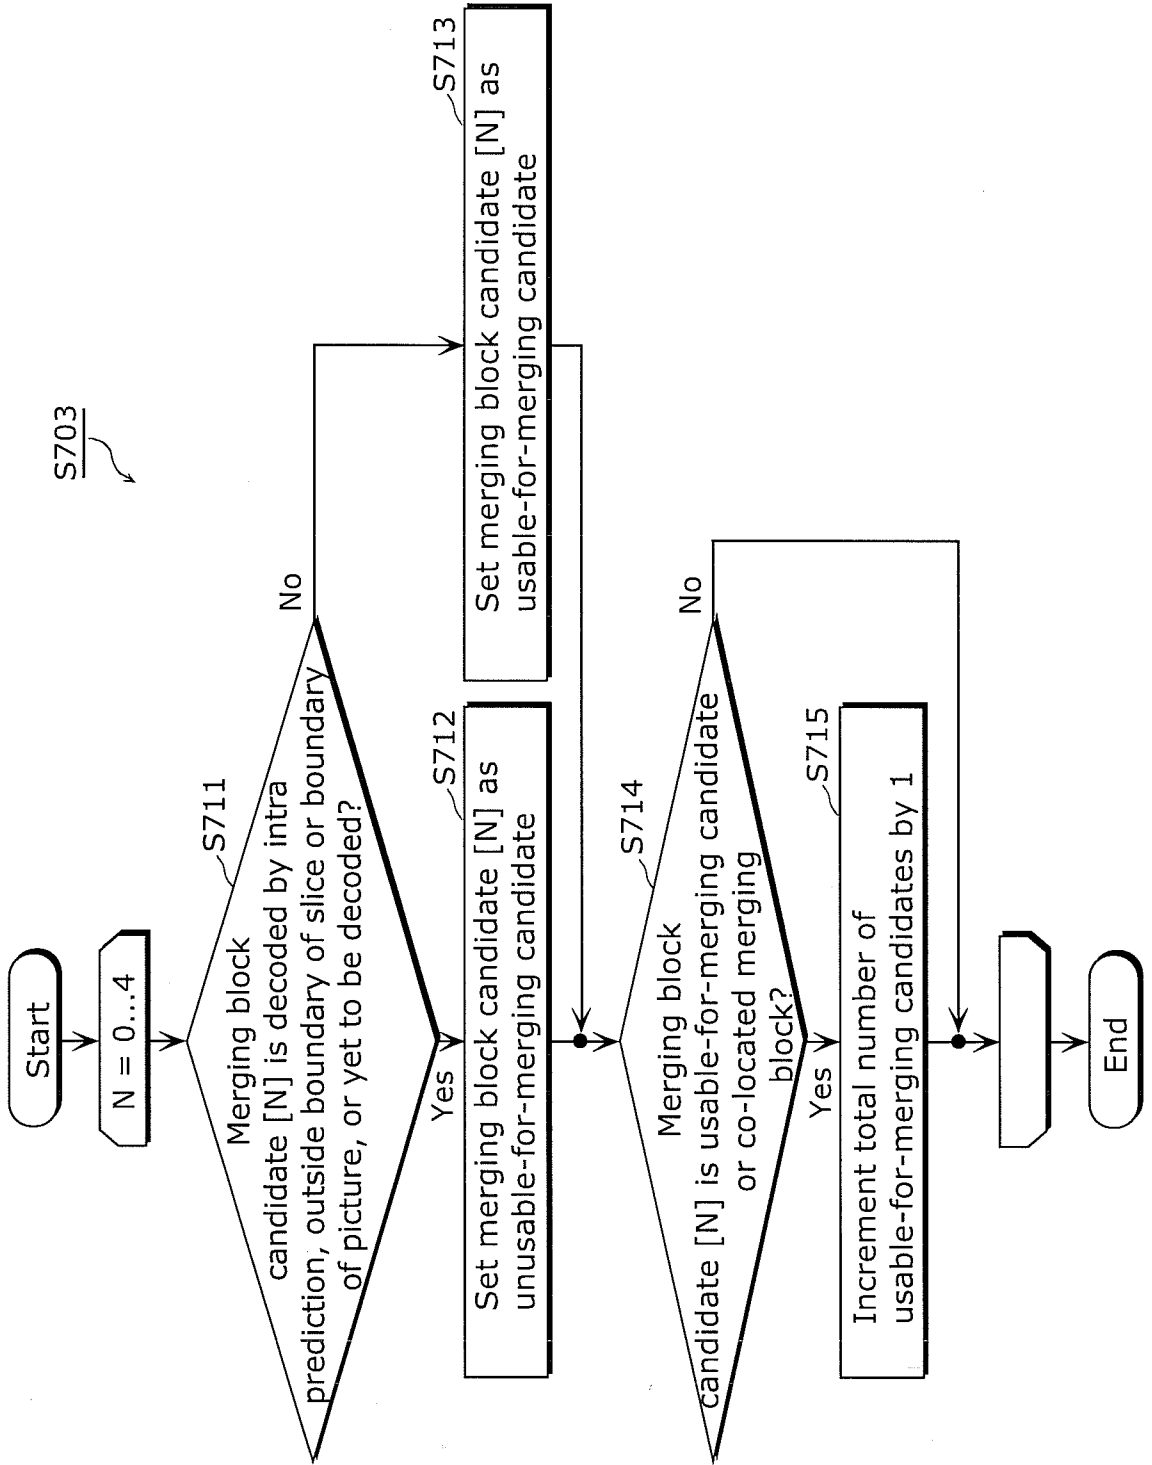 S703
Start
N = 0...4
S711
Merging block
candidate [N] is decoded by intra
prediction, outside boundary of slice or boundary
of picture, or yet to be decoded?
No
Yes
S712
Set merging block candidate [N] as
unusable-for-merging candidate
S713
Set merging block candidate [N] as
usable-for-merging candidate
S714
Merging block
candidate [N] is usable-for-merging candidate
or co-located merging
block?
No
Yes
S715
Increment total number of
usable-for-merging candidates by 1
End